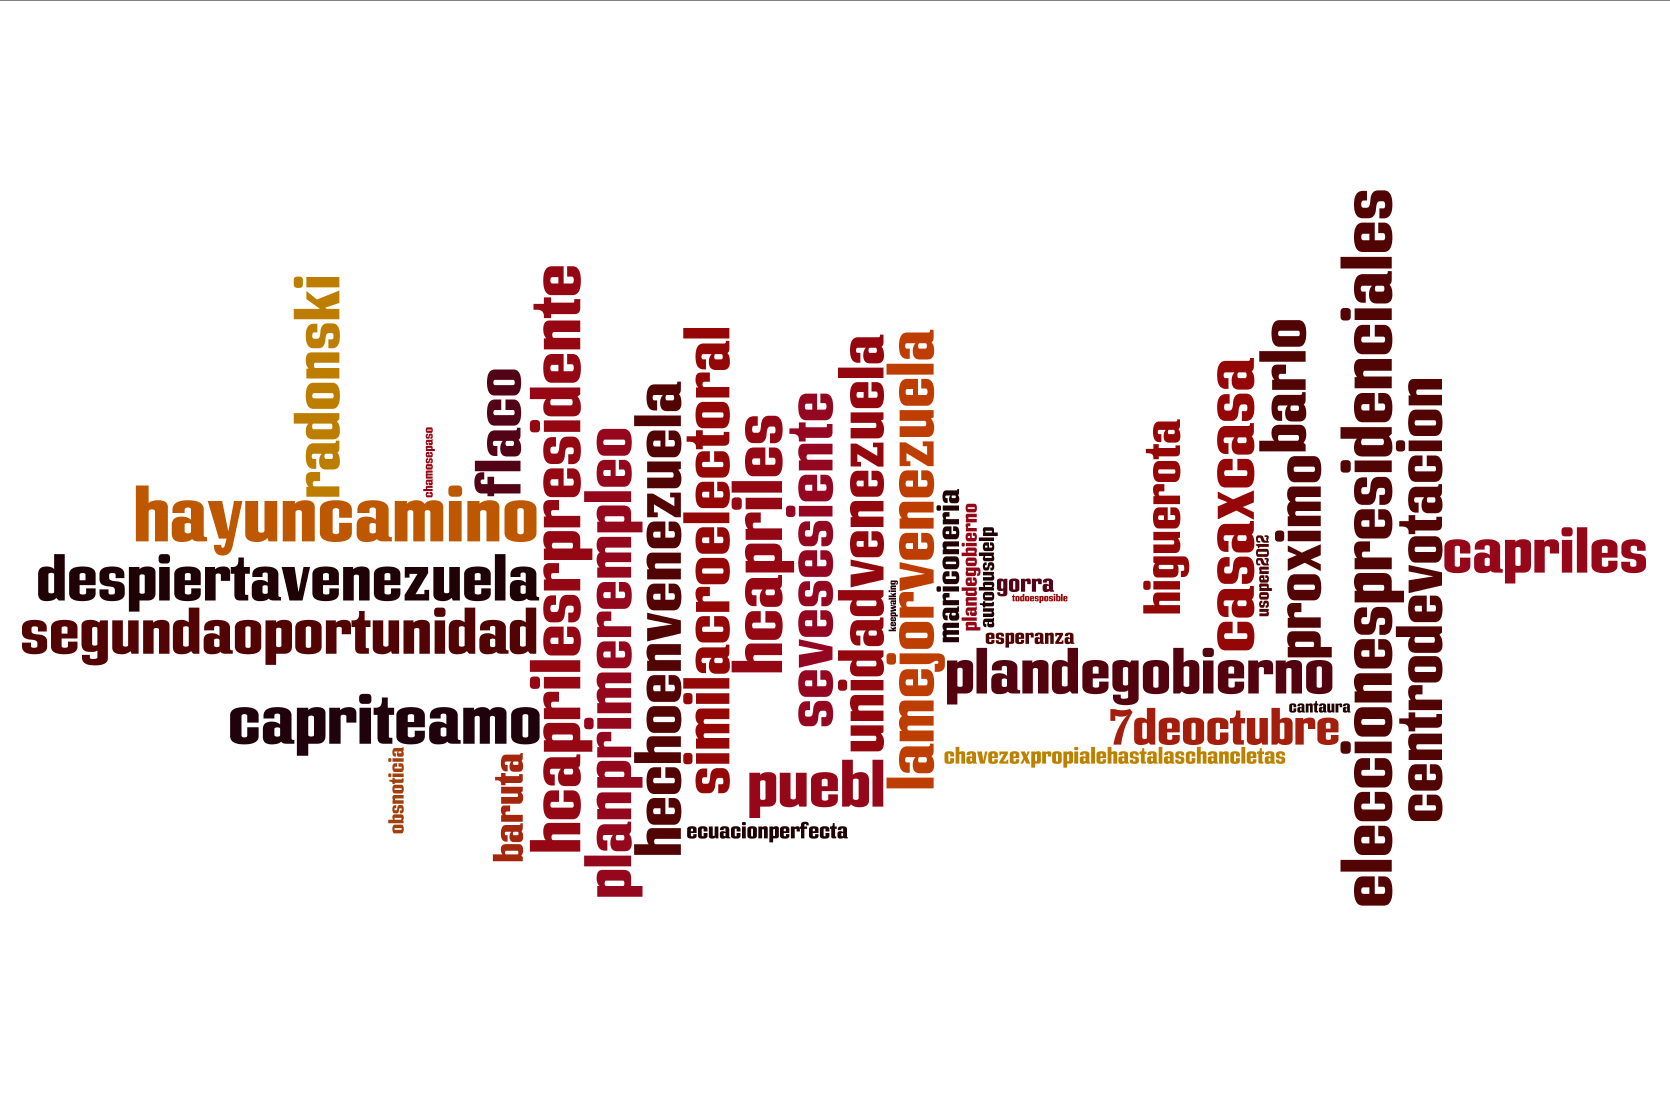 radonski
chamosepaso
flaco
hayuncamino
despiertavenezuela
segundaoportunidad
capriteamo
obsnoticia
baruta
hcaprilesrpresidente
planprimerempleo
hechoenvenezuela
similacroelectoral
hcapriles
sevesesiente
unidadvenezuela
puebl
ecuacionperfecta
keepwalking
lamejorvenezuela
mariconeria
plandegobierno
autobusdelp
gorra
todoesposible
esperanza
plandegobierno
cantaura
7deoctubre
chavezexpropialehastalaschancletas
higuerota
casaxcasa
usopen2012
barlo
proximo
eleccionespresidenciales
centrodevotacion
capriles